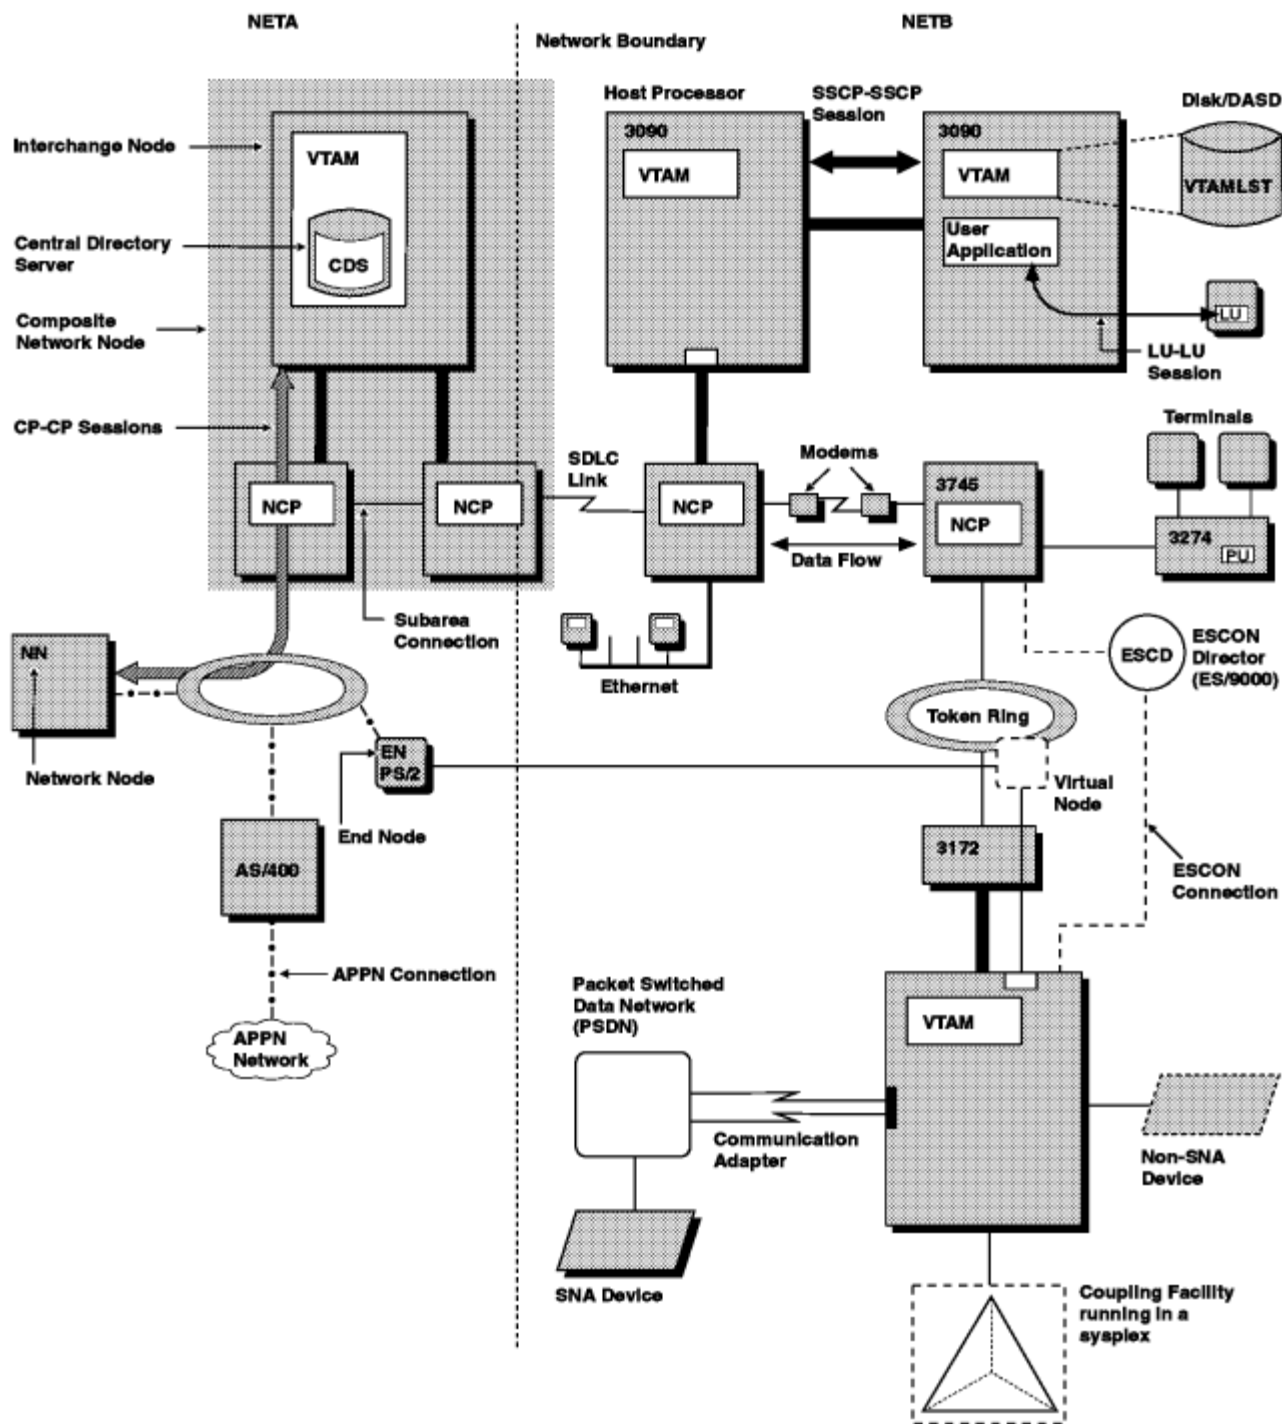 NETA
NETB
Network Boundary
Host Processor
SSCP-SSCP
Session
Disk/DASD
Interchange Node
VTAM
3090
VTAM
3090
VTAM
VTAMLST
Central Directory
Server
CDS
User
Application
LU
Composite
Network Node
LU-LU
Session
CP-CP Sessions
Terminals
SDLC
Link
Modems
NCP
NCP
NCP
3745
NCP
3274
PU
Data Flow
Subarea
Connection
NN
Ethernet
ESCD
ESCON
Director
(ES/9000)
Token Ring
Network Node
EN
PS/2
Virtual
Node
End Node
3172
AS/400
ESCON
Connection
APPN Connection
Packet Switched
Data Network
(PSDN)
VTAM
APPN
Network
Communication
Adapter
Non-SNA
Device
SNA Device
Coupling Facility
running in a
sysplex